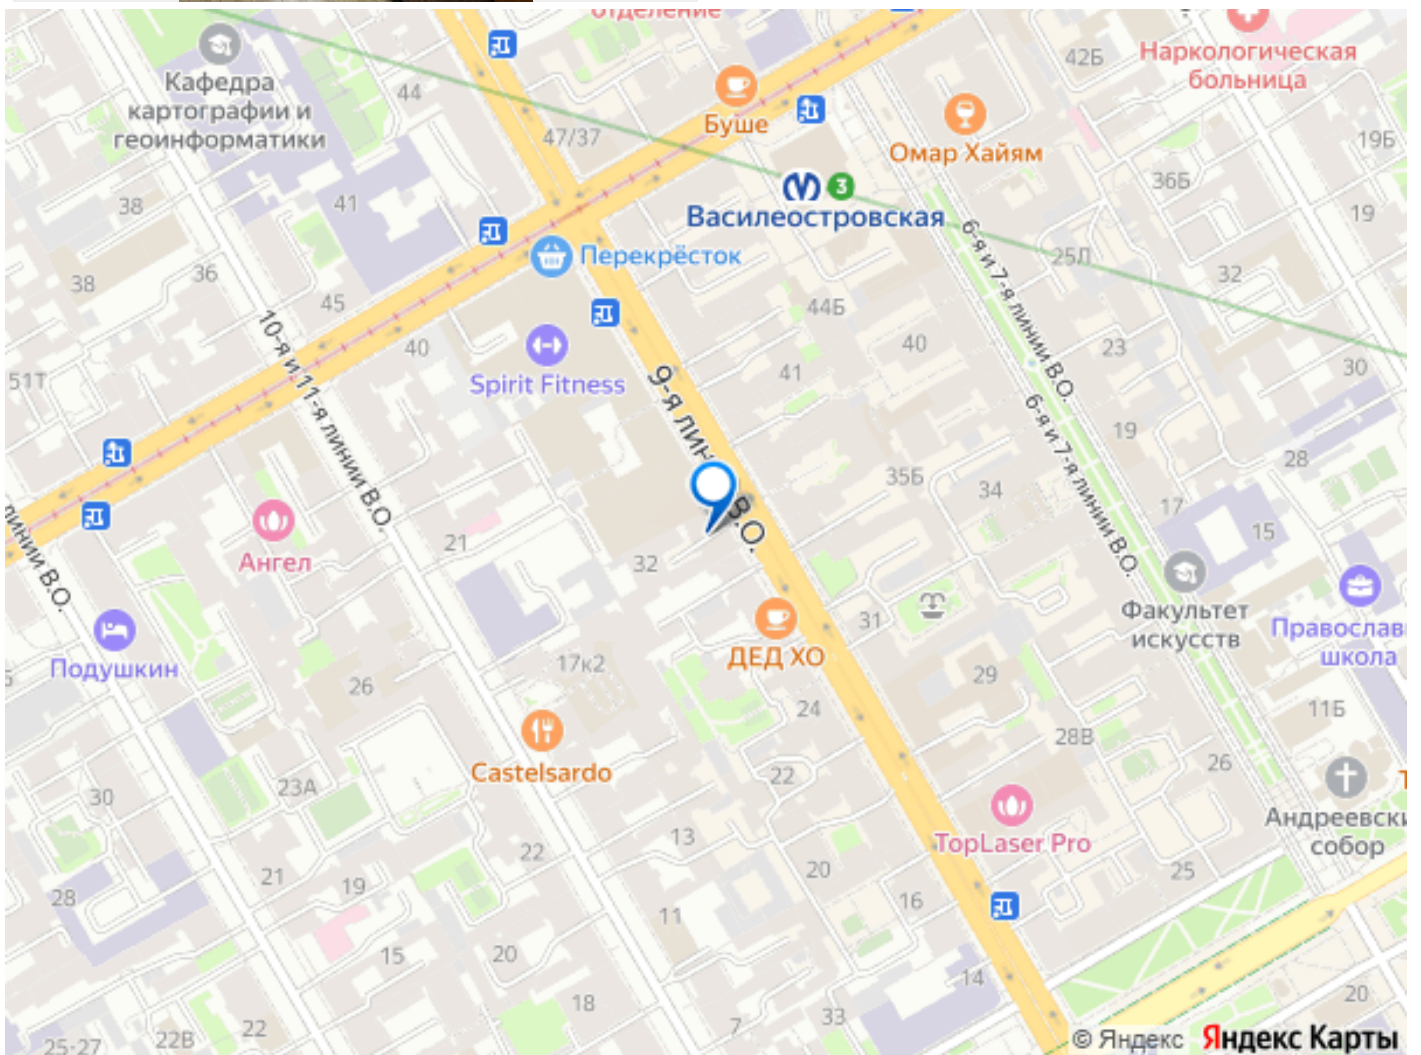 отделение
Наркологическая
больница
42Б
Кафедра
картографии и
геоинформатики
44
47/37
Буше
Омар Хайям
19Б
36Б
3
Василеостровская
38
41
19
36
38
45
Перекрёсток
25Л
32
6-я и 7-я линии В.О.
44Б
40
Spirit Fitness
10-я и 11-я линии В.О.
9-я лин
В.О.
40
41
23
30
51Т
6-я и 7-я линии В.О.
19
28
35Б
34
17
15
линии В.О.
Ангел
21
32
Факультет
искусств
Православ
школа
31
Подушкин
17к2
ДЕД ХО
26
29
24
11Б
28В
26
Castelsardo
22
23А
30
Андреевски
собор
Т
TopLaser Pro
13
22
20
25
21
19
28
16
11
15
20
14
18
7
33
20
22В
22
25-27
© Яндекс Яндекс Карты